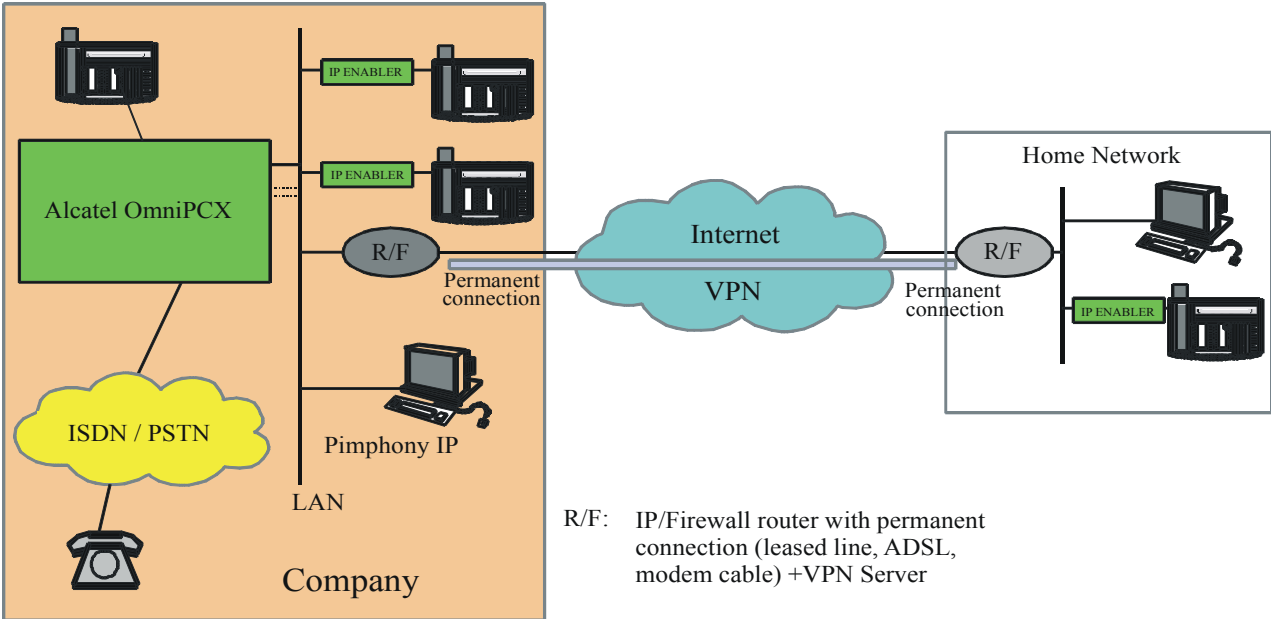 IP ENABLER
IP ENABLER
Alcatel OmniPCX
R/F
Permanent
connection
Internet
VPN
Permanent
connection
R/F
Home Network
IP ENABLER
ISDN / PSTN
Pimphony IP
LAN
Company
R/F: IP/Firewall router with permanent
connection (leased line, ADSL,
modem cable) +VPN Server